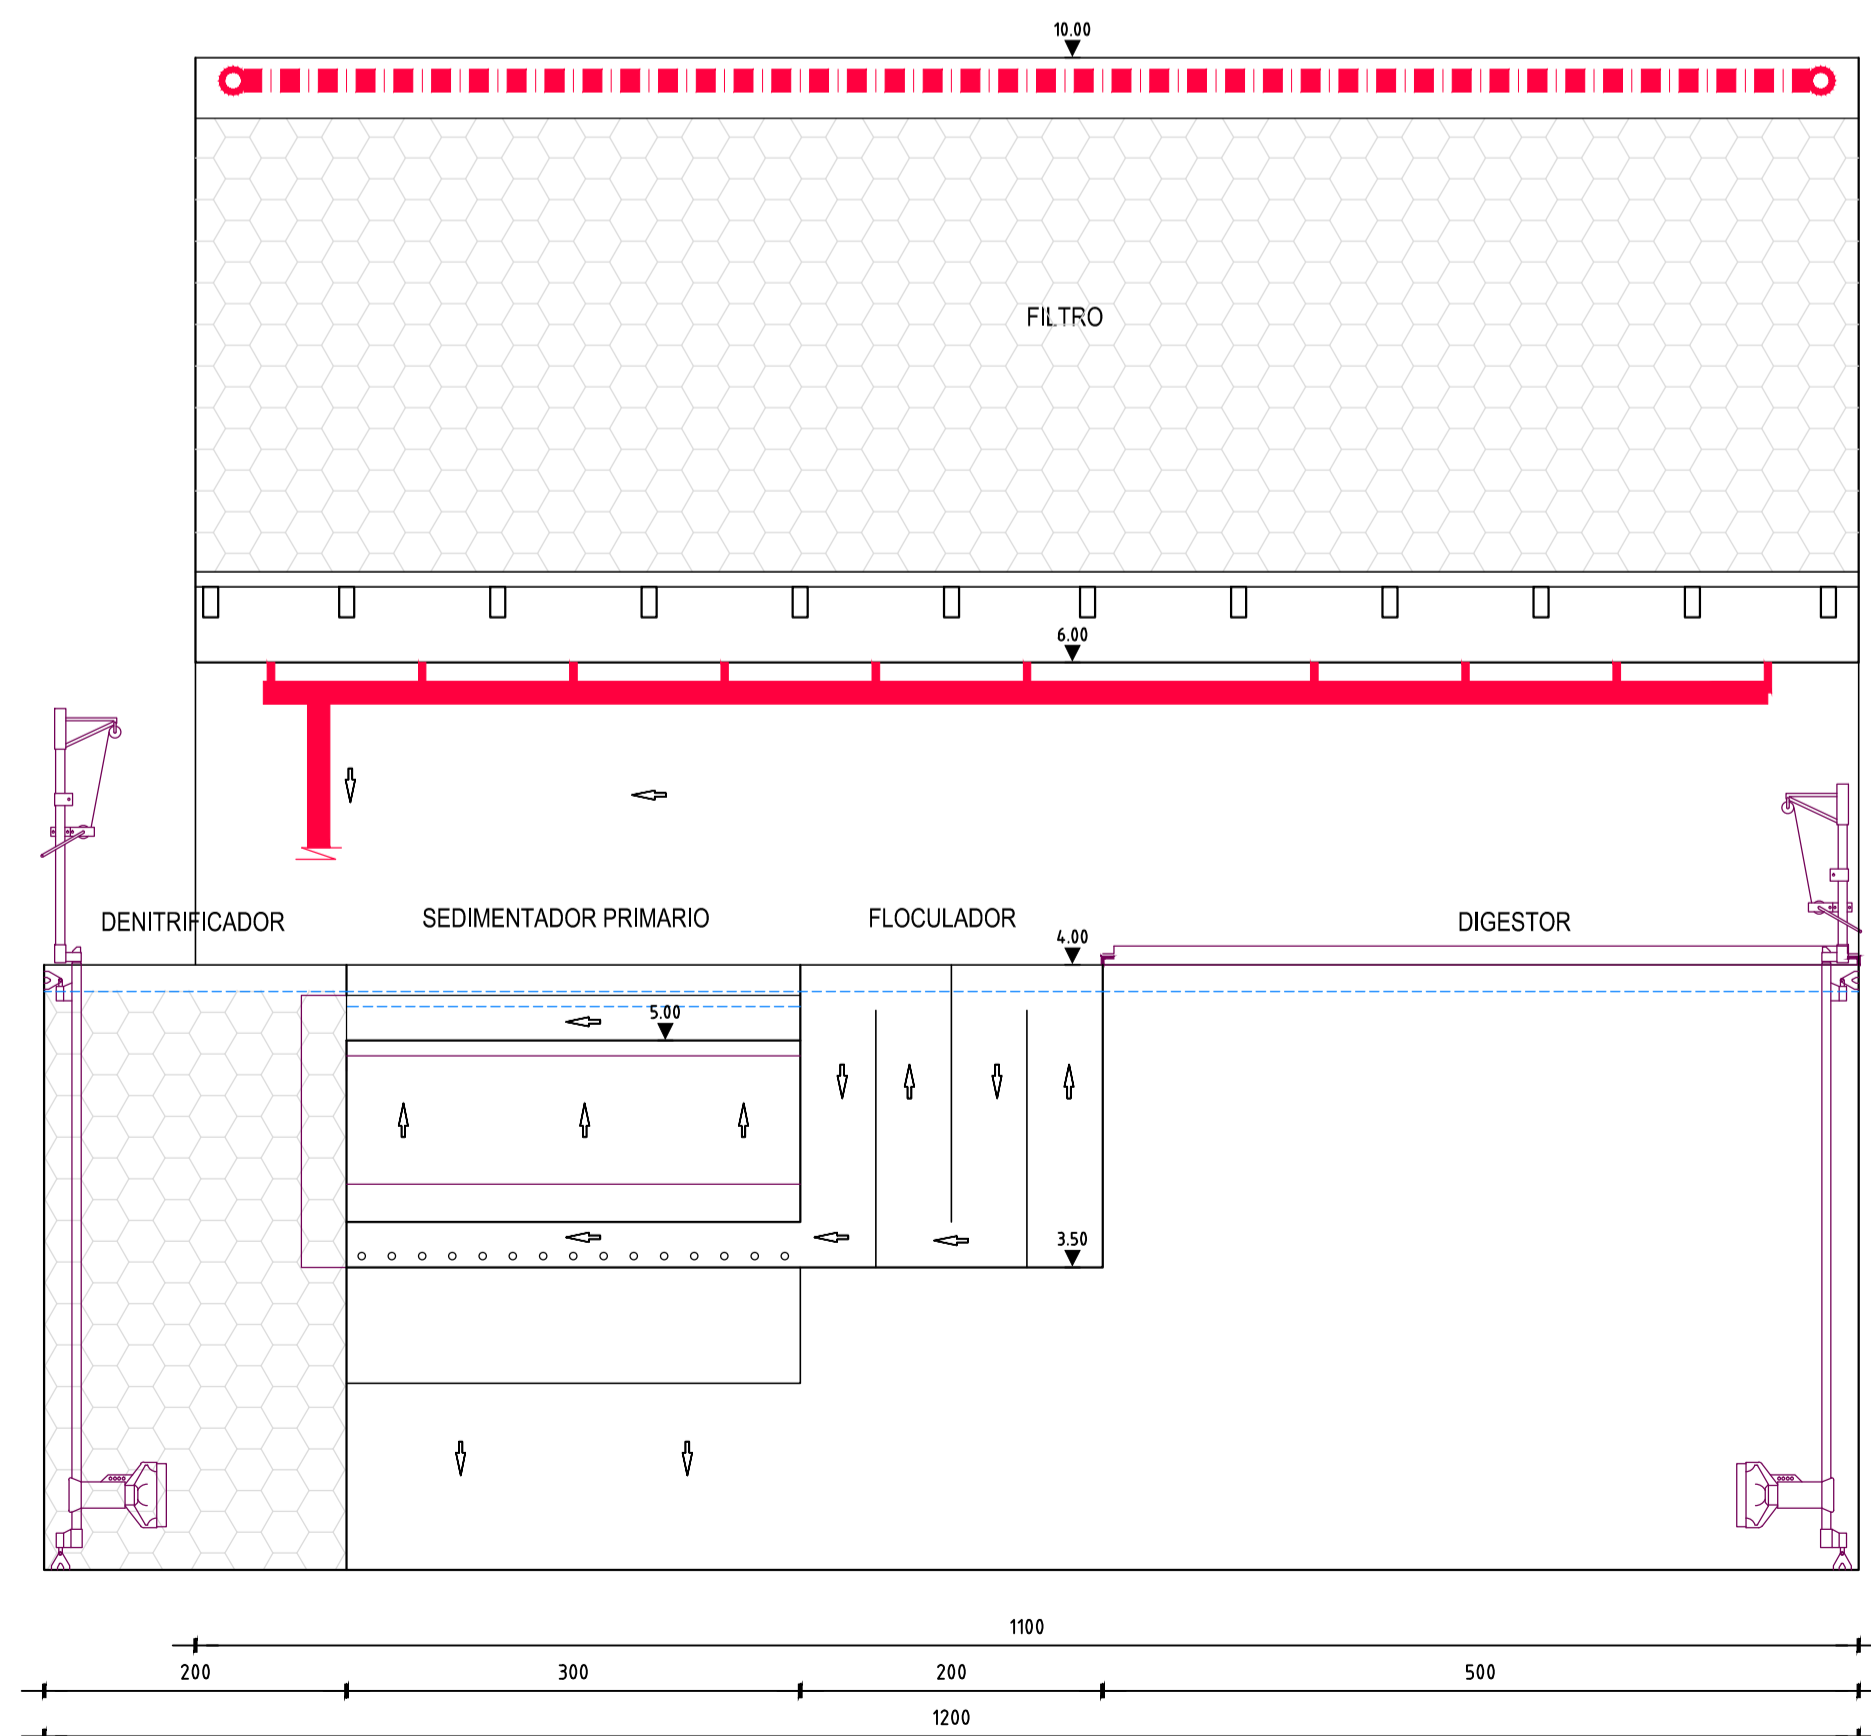 10.00
FILTRO
6.00
DENITRIFICADOR
SEDIMENTADOR PRIMARIO
FLOCULADOR
DIGESTOR
4.00
5.00
3.50
1100
200
300
200
500
1200